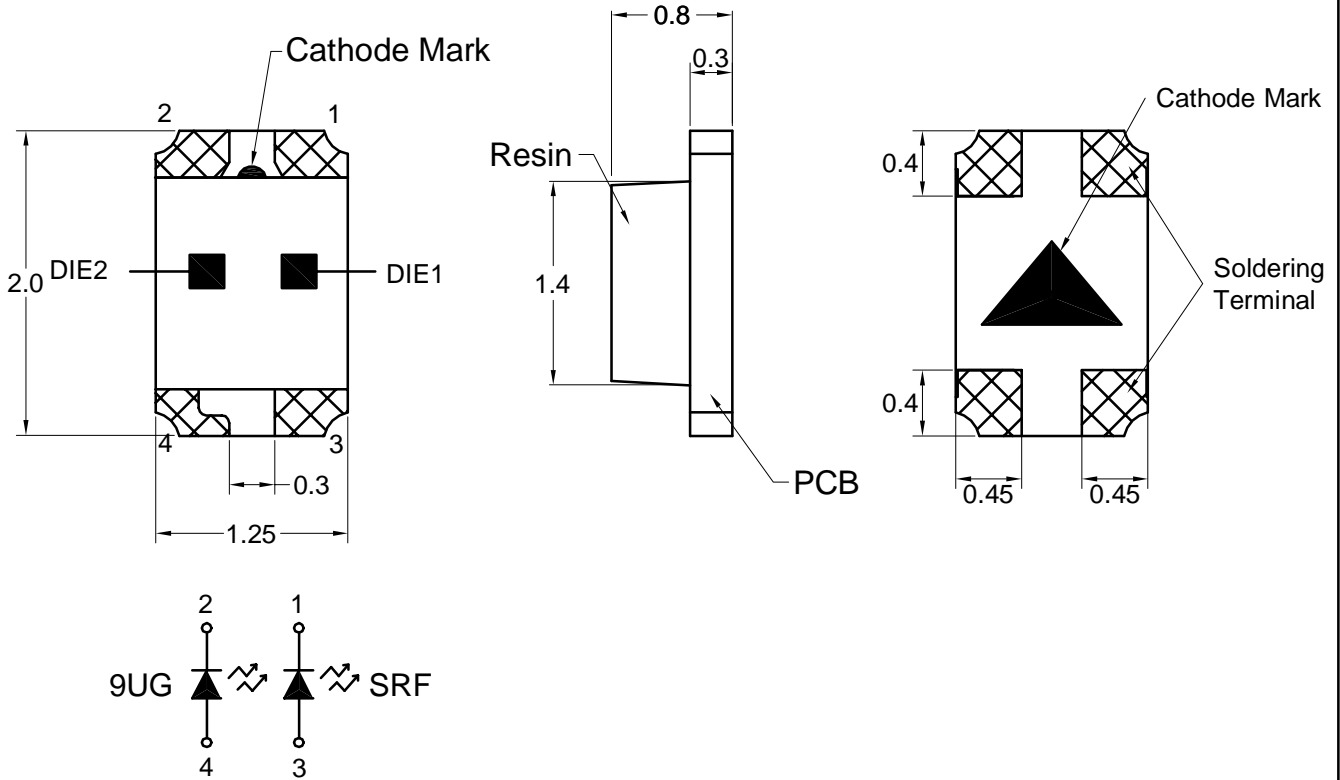 0.8
0.3
Cathode Mark
2
1
Resin
0.4
Cathode Mark
2.0
DIE2
DIE1
1.4
Soldering
Terminal
4
3
0.3
1.25
PCB
0.4
0.45
0.45
2
1
9UG
SRF
4
3